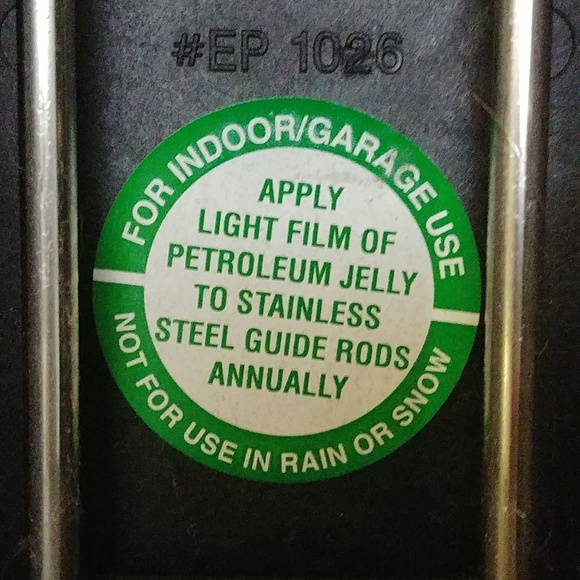 #EP 1026
FOR INDOOR/GARAGE USE
APPLY
LIGHT FILM OF
PETROLEUM JELLY
TO STAINLESS
STEEL GUIDE RODS
ANNUALLY
NOT FOR USE IN RAIN OR SNOW